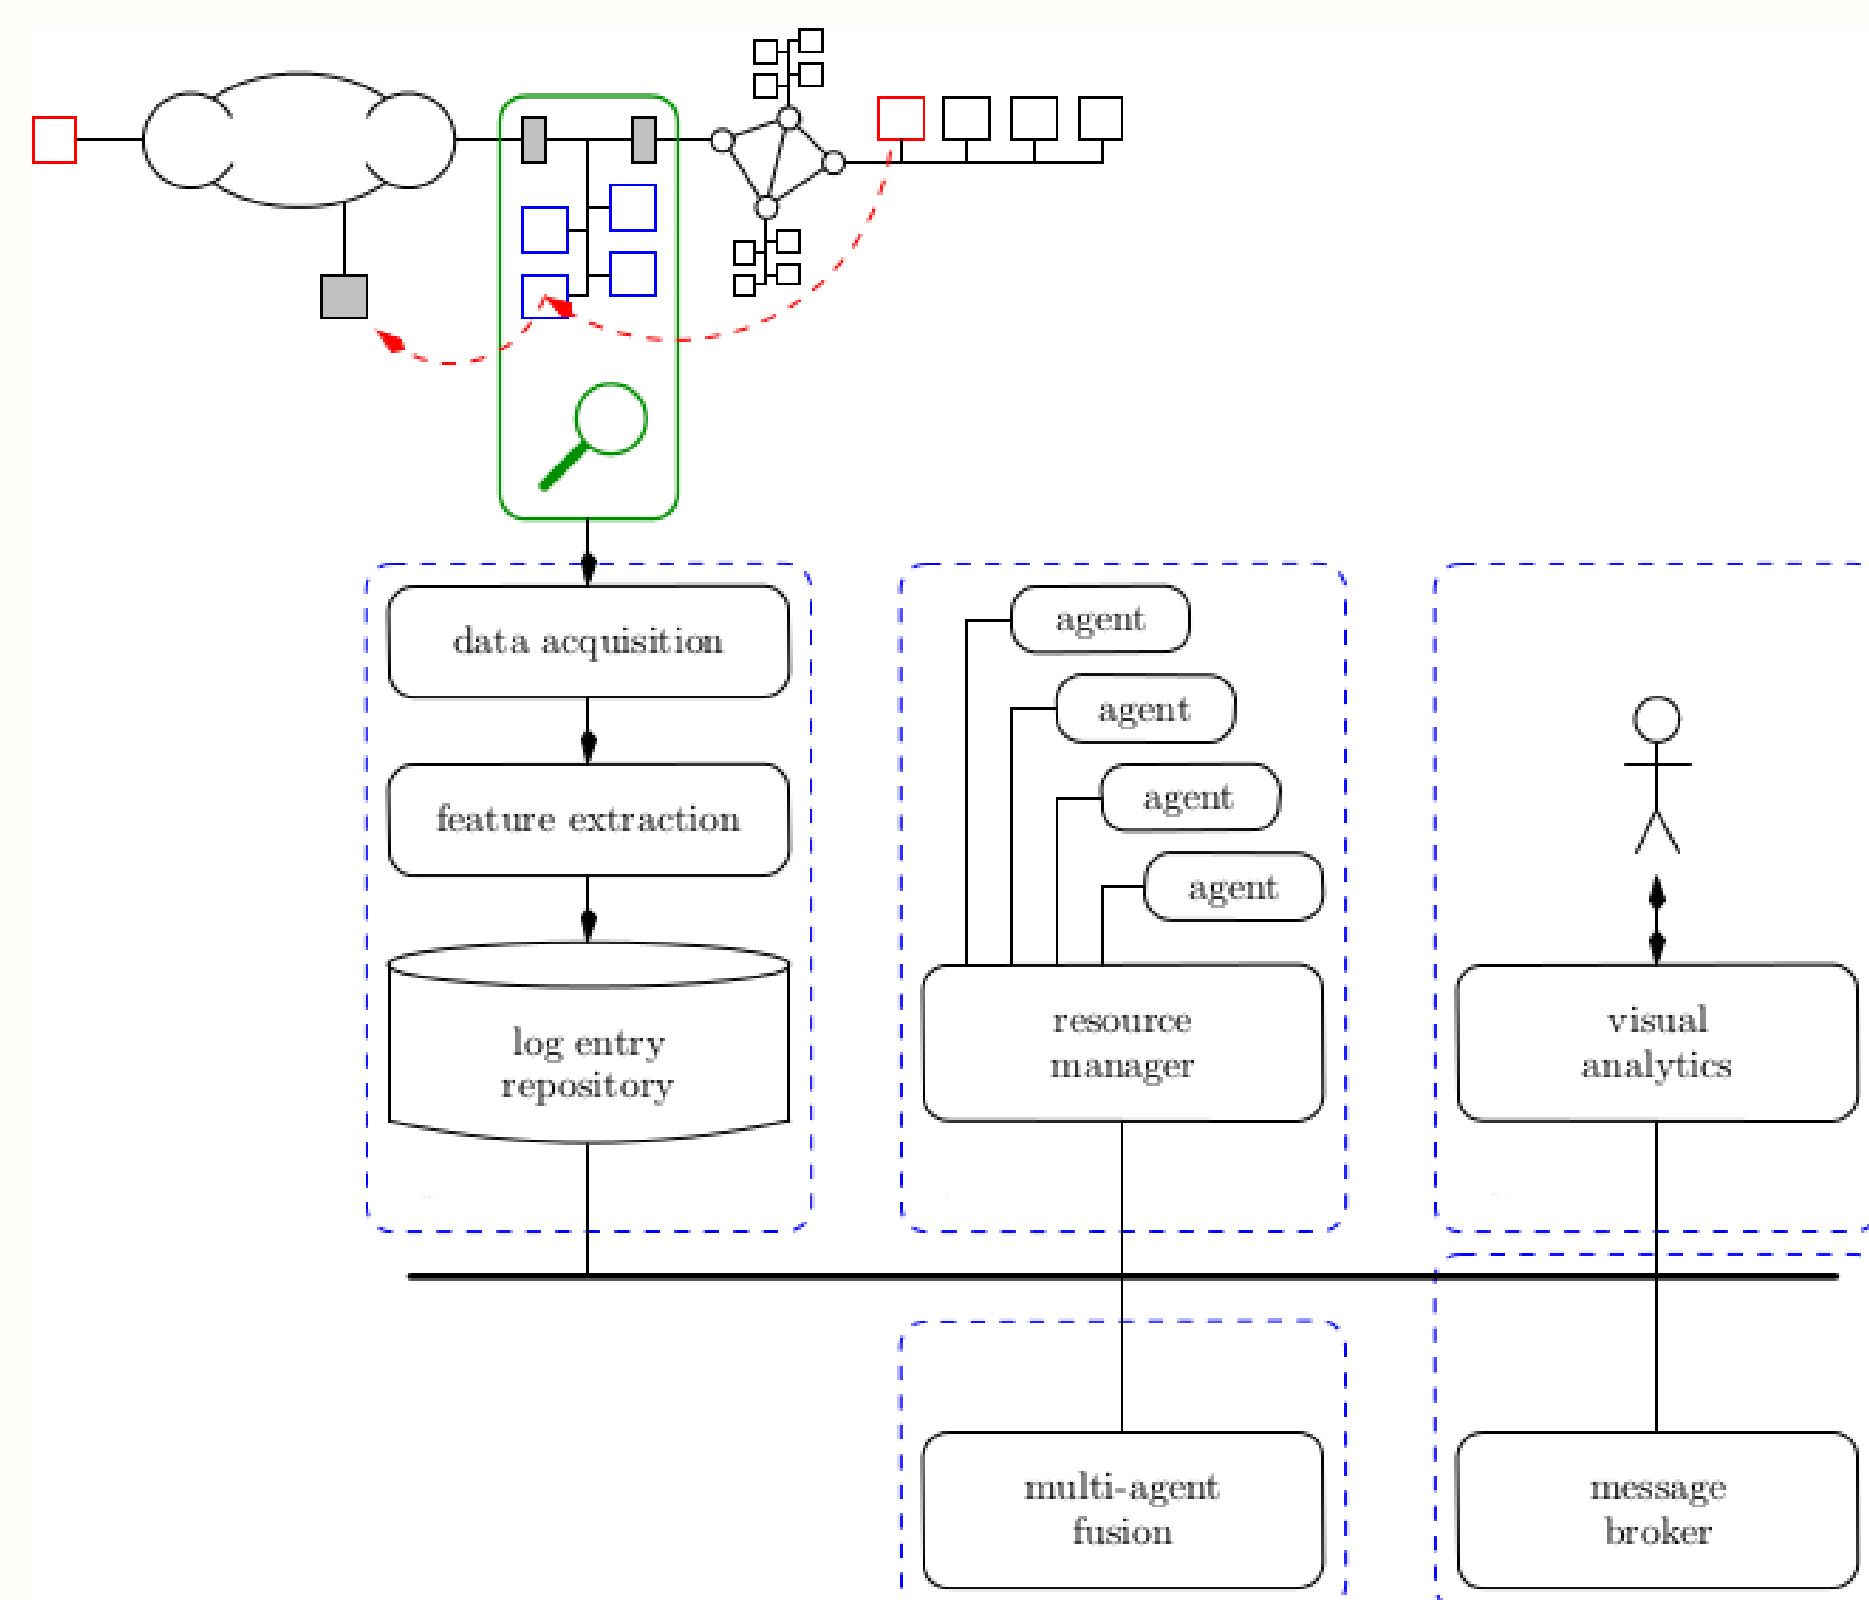 data acquisition
feature extraction
log entry
repository
agent
agent
agent
agent
resource
manager
visual
analytics
multi-agent
fusion
message
broker